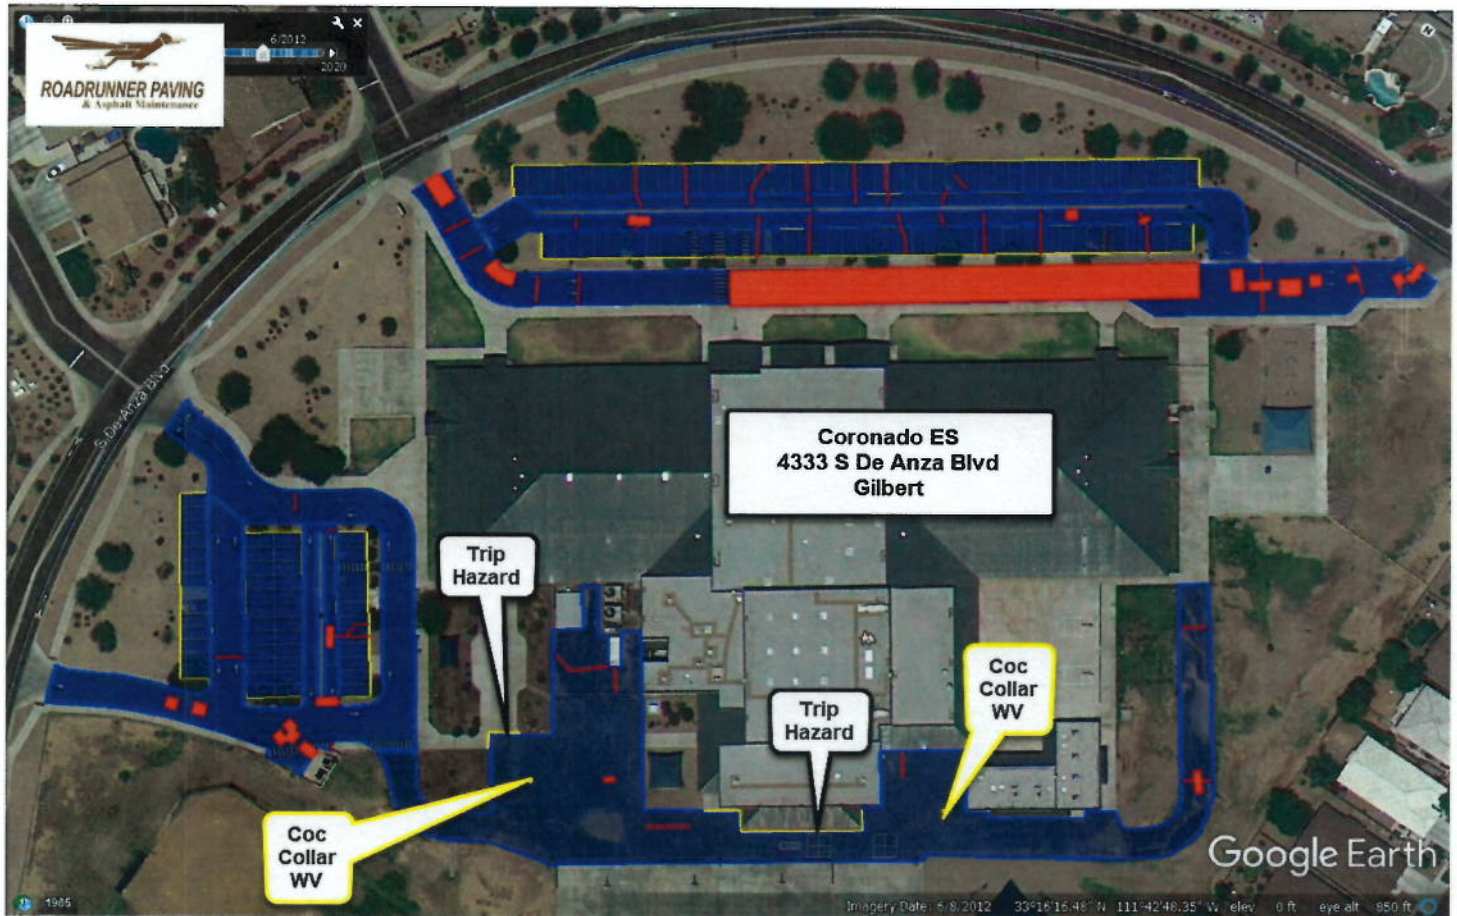 6/2012
2020
ROADRUNNER PAVING
& Asphalt Maintenance
N
S De Anza Blvd
Coronado ES
4333 S De Anza Blvd
Gilbert
Trip
Hazard
Coc
Collar
WV
Trip
Hazard
Coc
Collar
WV
Google Earth
1985
Imagery Date: 6/8/2012 33°16'16.48" N 111°42'48.35" W elev 0 ft eye alt 850 ft